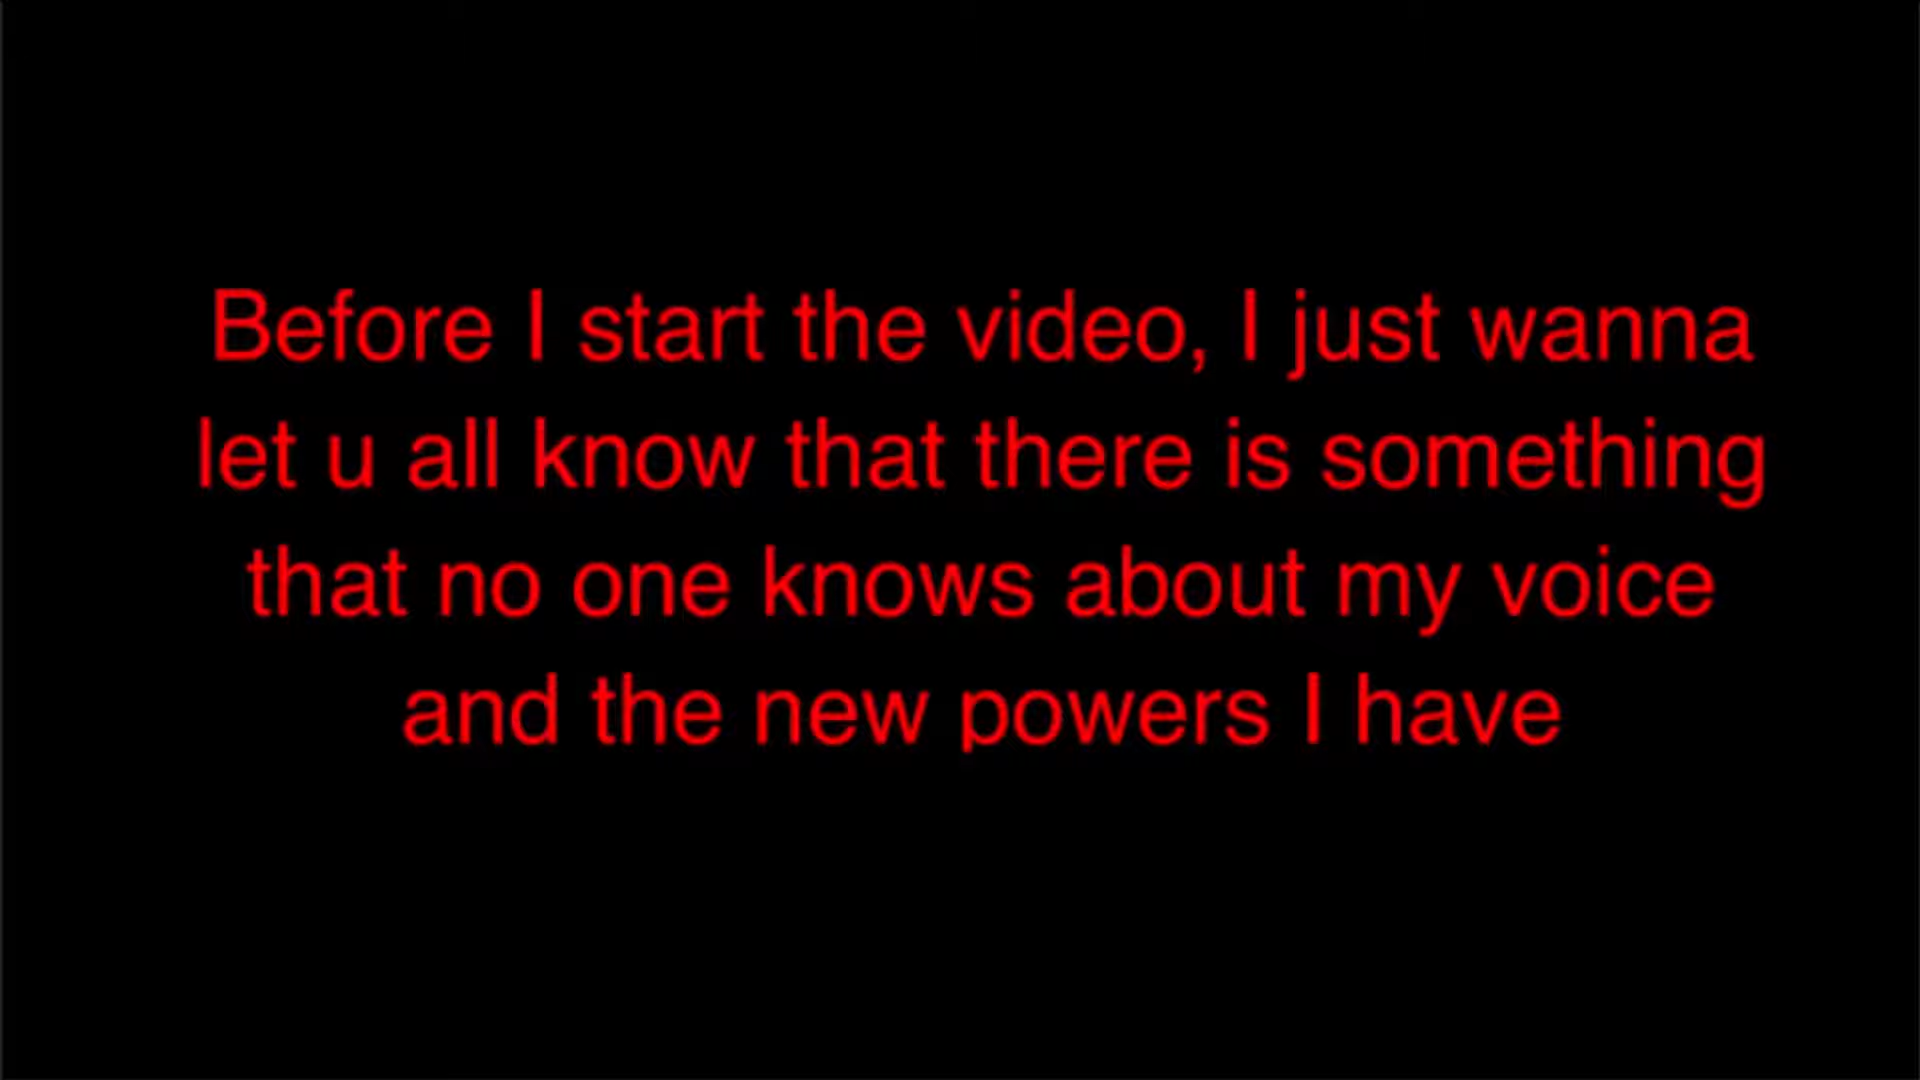 Before I start the video, I just wanna
let u all know that there is something
that no one knows about my voice
and the new powers I have